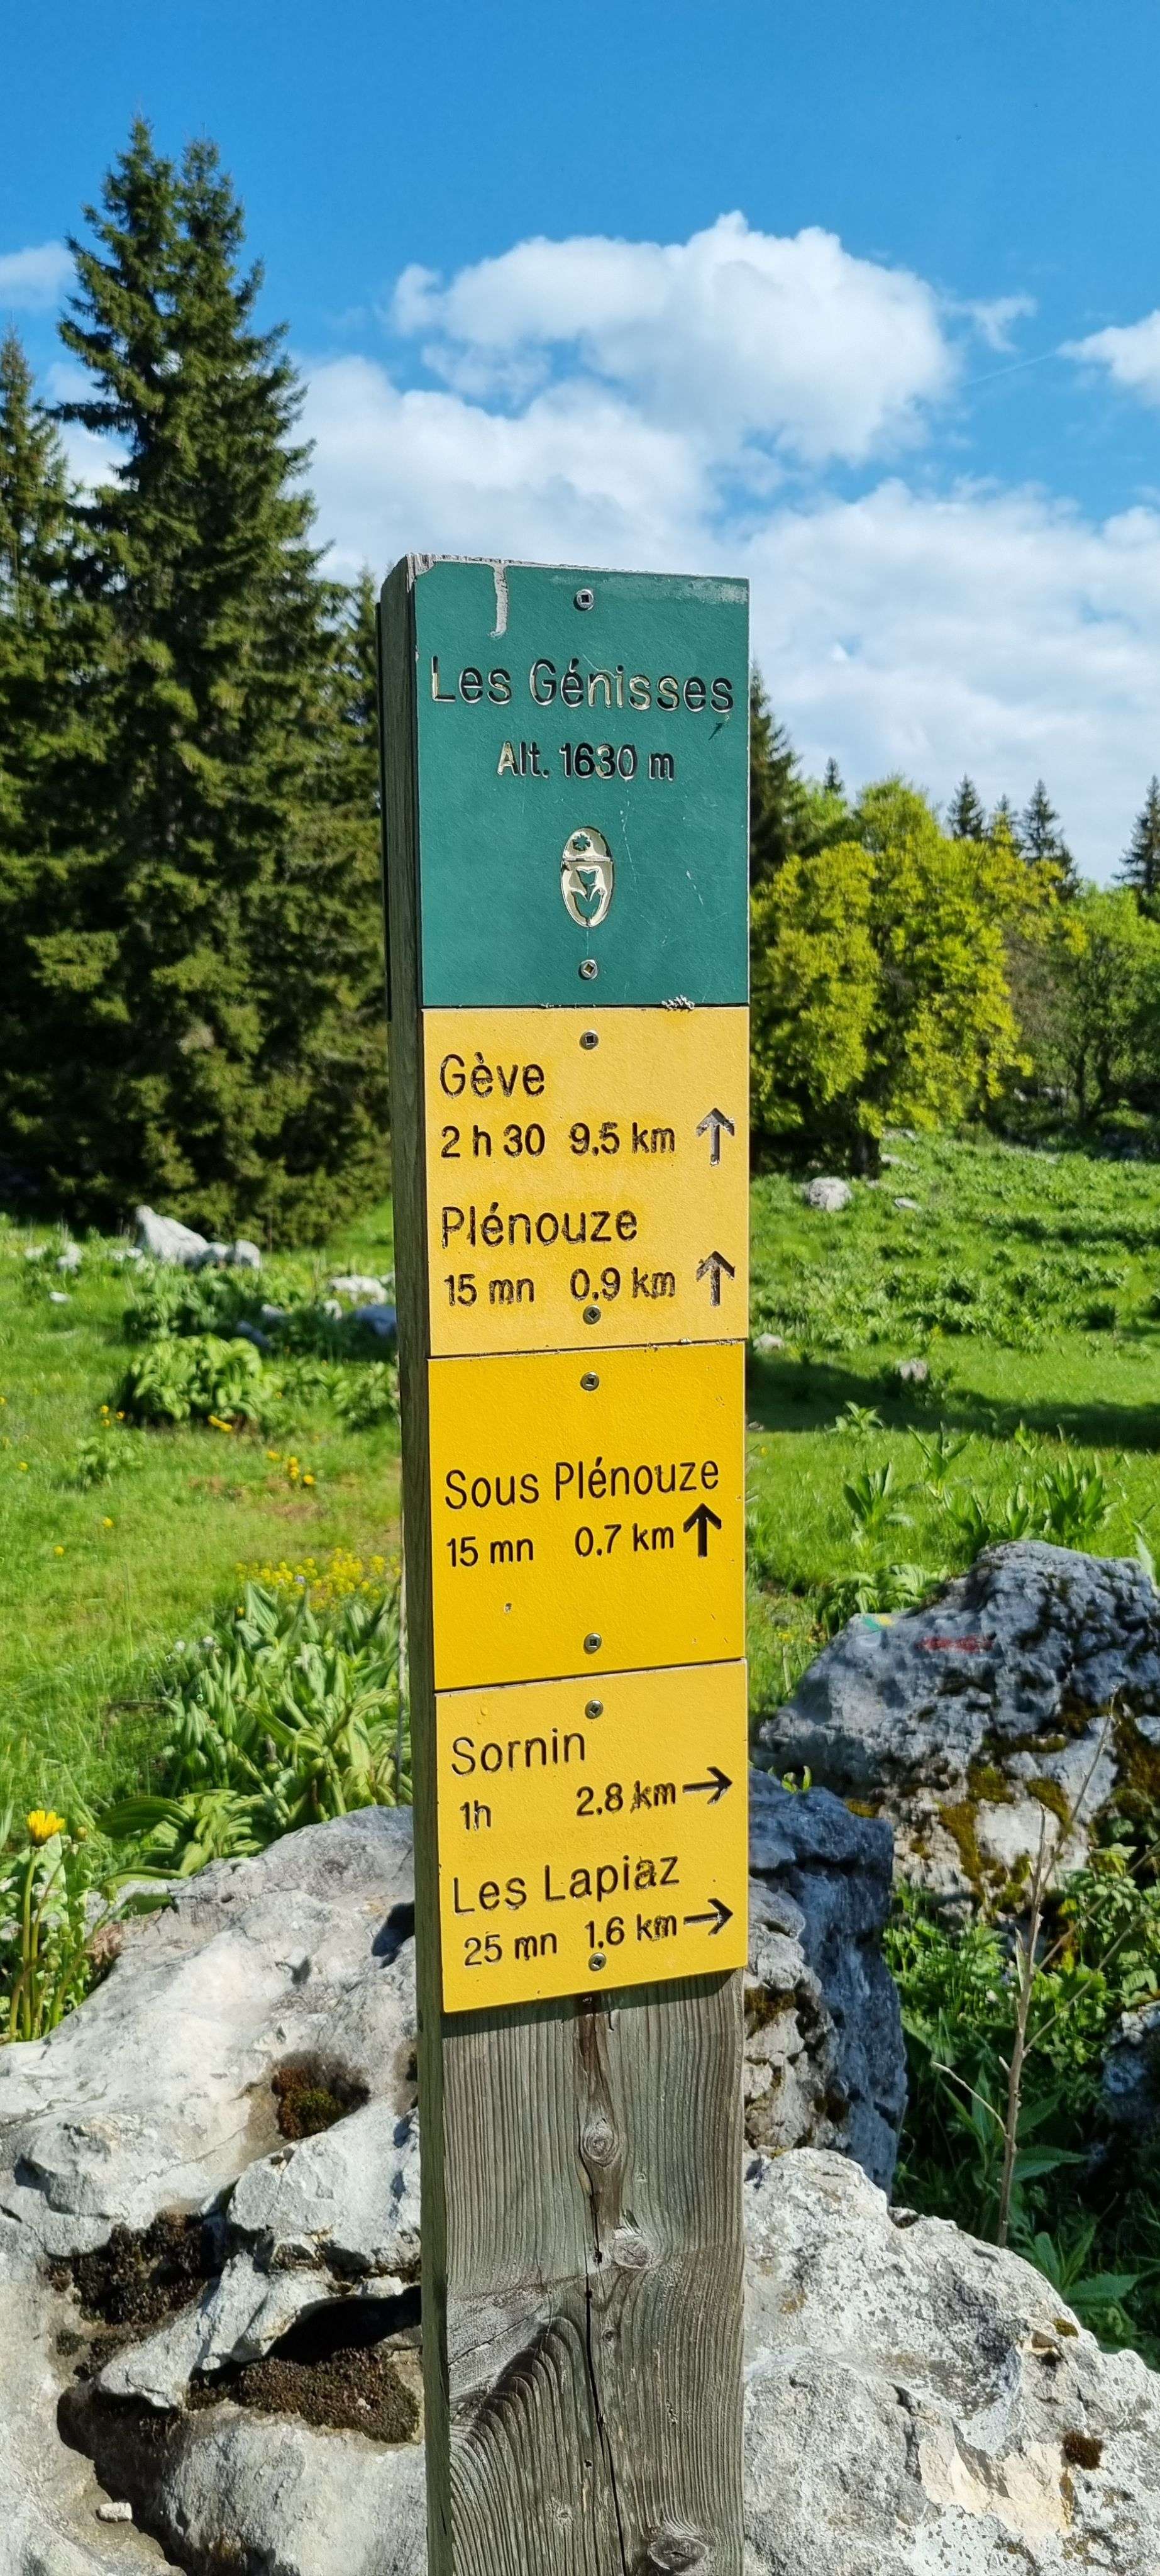 Les Génisses
Alt. 1630 m
Gève
2 h 30 9.5 km ↑
Plénouze
15 mn 0.9 km ↑
Sous Plénouze
15 mn 0.7 km ↑
Sornin
1h 2.8 km →
Les Lapiaz
25 mn 1.6 km →